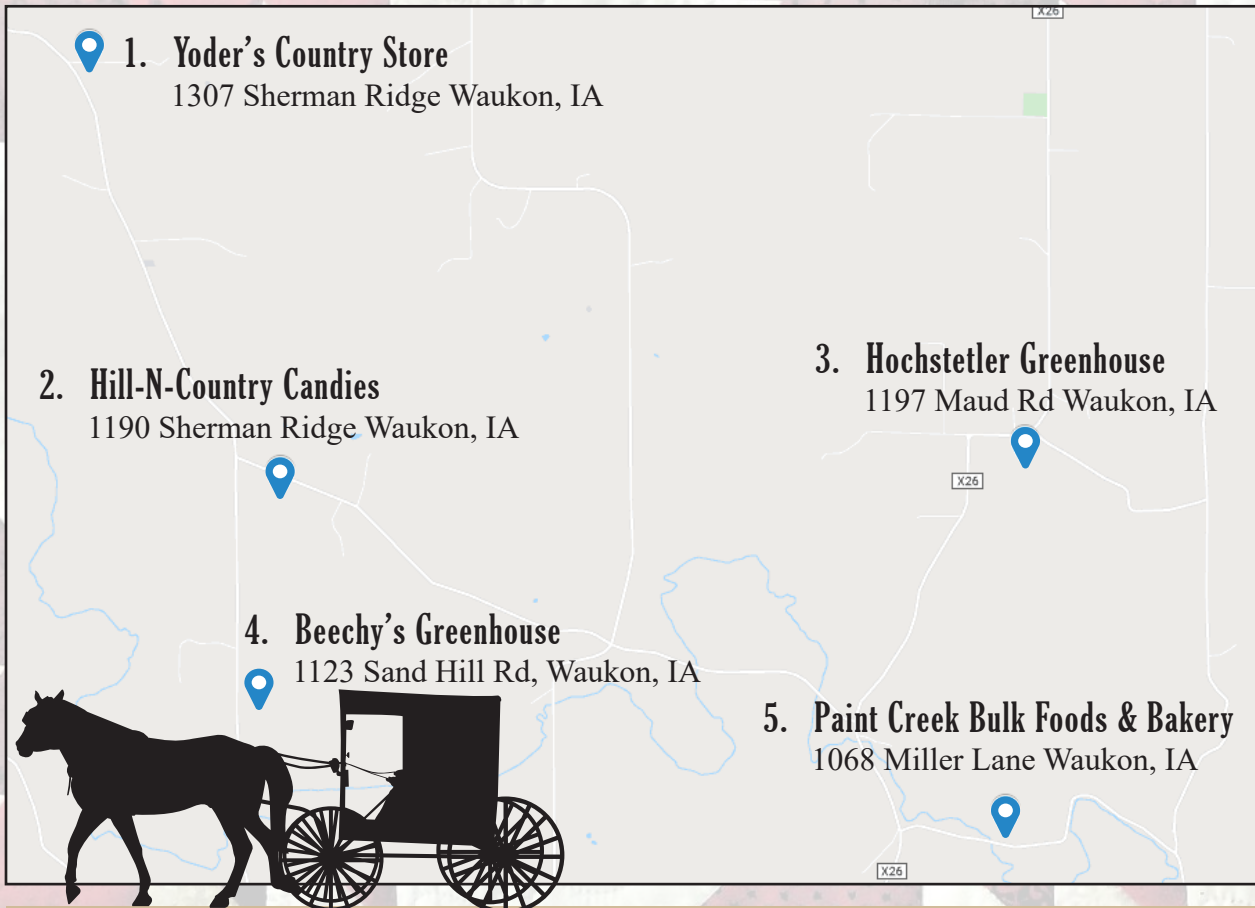 X26
1. Yoder's Country Store
1307 Sherman Ridge Waukon, IA
3. Hochstetler Greenhouse
1197 Maud Rd Waukon, IA
2. Hill-N-Country Candies
1190 Sherman Ridge Waukon, IA
X26
4. Beechy's Greenhouse
1123 Sand Hill Rd, Waukon, IA
5. Paint Creek Bulk Foods & Bakery
1068 Miller Lane Waukon, IA
X26